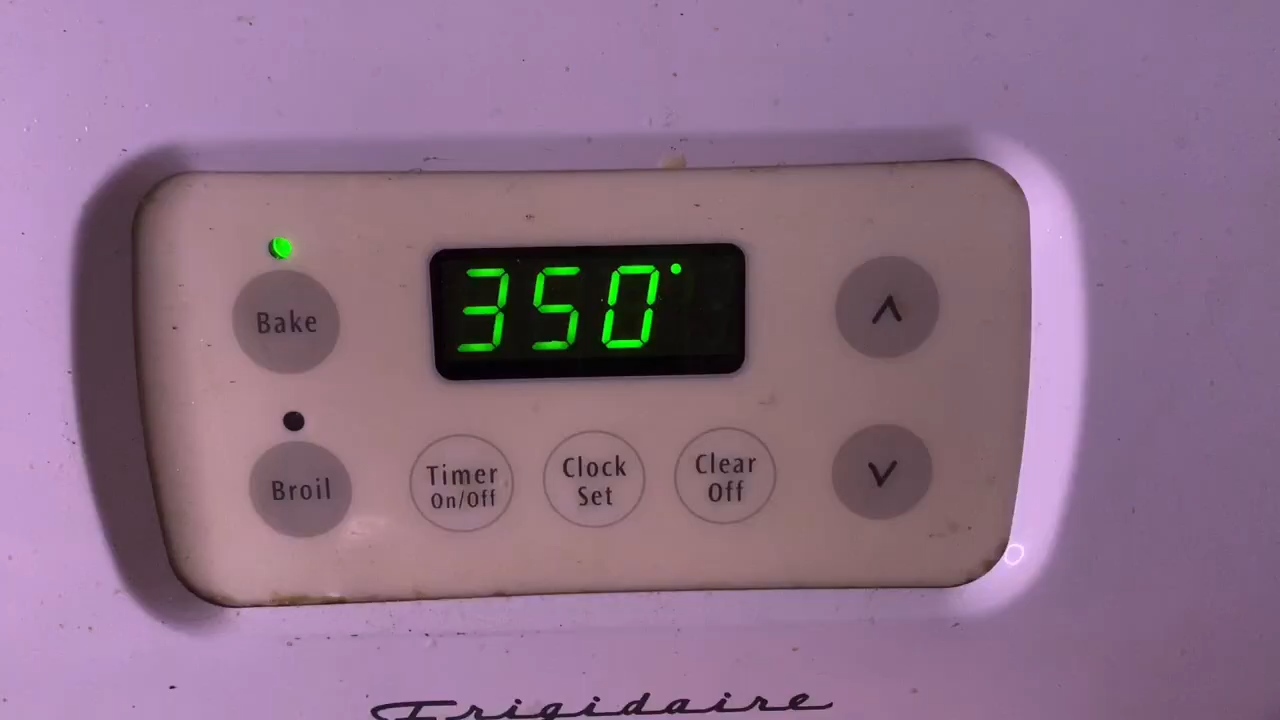 350°
Bake
Broil
Timer
On/Off
Clock
Set
Clear
Off
Frigidaire